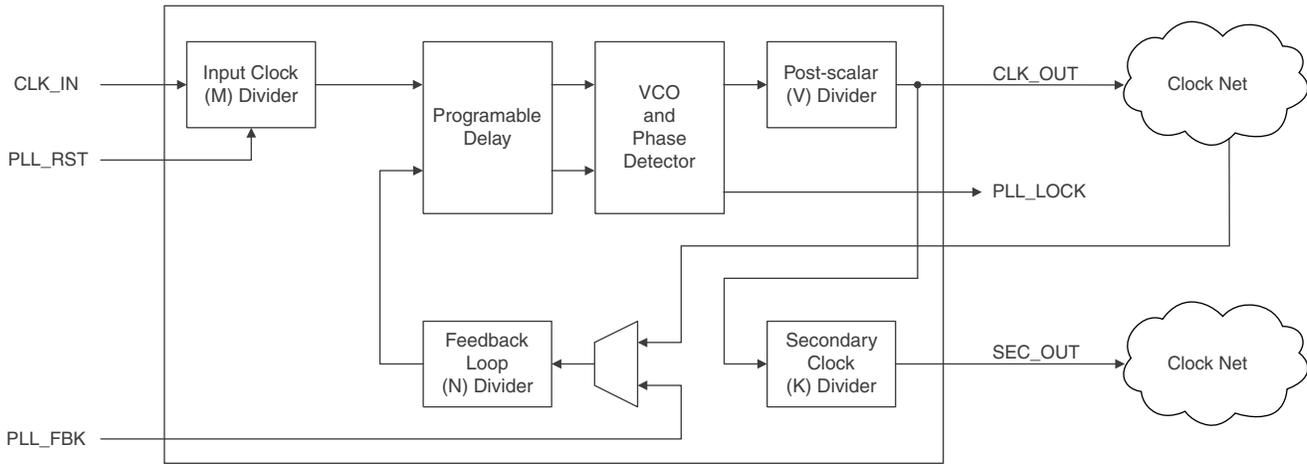 CLK_IN
PLL_RST
Input Clock
(M) Divider
Programable
Delay
VCO
and
Phase
Detector
Post-scalar
(V) Divider
CLK_OUT
Clock Net
PLL_LOCK
Feedback
Loop
(N) Divider
Secondary
Clock
(K) Divider
SEC_OUT
Clock Net
PLL_FBK